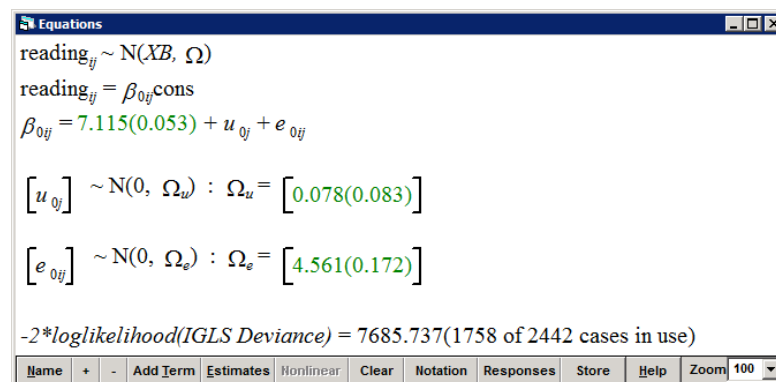 Equations
reading_ij ~ N(XB, Ω)
reading_ij = β_0ij cons
β_0ij = 7.115(0.053) + u_0j + e_0ij
[u_0j] ~ N(0, Ω_u) : Ω_u = [0.078(0.083)]
[e_0ij] ~ N(0, Ω_e) : Ω_e = [4.561(0.172)]
-2*loglikelihood(IGLS Deviance) = 7685.737(1758 of 2442 cases in use)
Name + - Add Term Estimates Nonlinear Clear Notation Responses Store Help Zoom 100